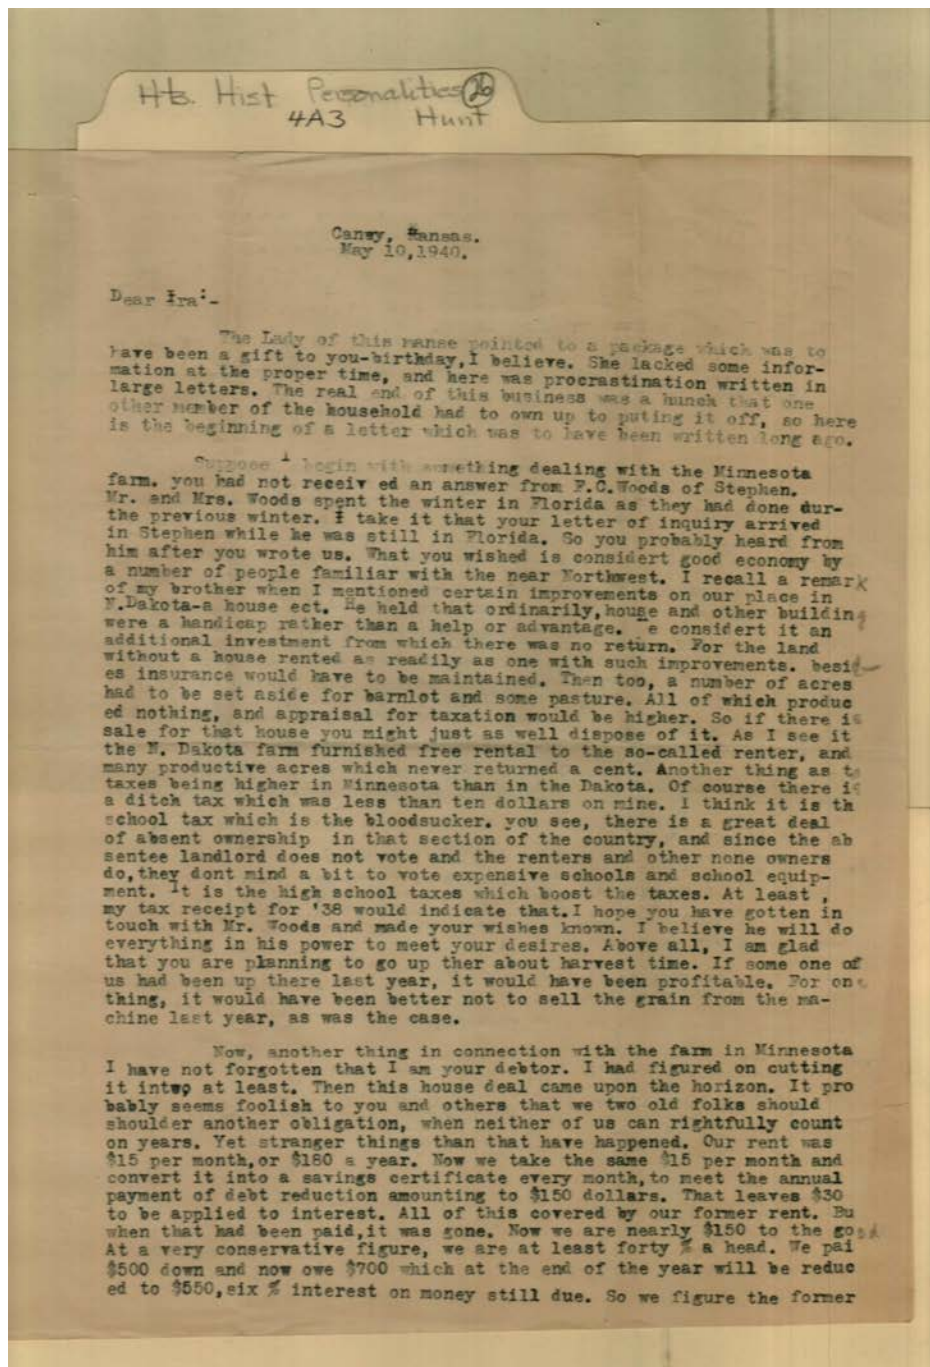 Hts. Hist Personalities 26
4A3 Hunt
Caney, Kansas.
May 10,1940.
Dear Ira:-
The Lady of this manse pointed to a package which was to
have been a gift to you-birthday,I believe. She lacked some infor-
mation at the proper time, and here was procrastination written in
large letters. The real end of this business was a hunch that one
other member of the household had to own up to puting it off, so here
is the beginning of a letter which was to have been written long ago.
Suppose I begin with something dealing with the Minnesota
farm. you had not receiv ed an answer from F.C.Woods of Stephen.
Mr. and Mrs. Woods spent the winter in Florida as they had done dur-
the previous winter. I take it that your letter of inquiry arrived
in Stephen while he was still in Florida. So you probably heard from
him after you wrote us. What you wished is considert good economy by
a number of people familiar with the near Northwest. I recall a remark
of my brother when I mentioned certain improvements on our place in
N.Dakota-a house ect. He held that ordinarily,house and other building
were a handicap rather than a help or advantage. e considert it an
additional investment from which there was no return. For the land
without a house rented as readily as one with such improvements. besid
es insurance would have to be maintained. Then too, a number of acres
had to be set aside for barnlot and some pasture. All of which produc
ed nothing, and appraisal for taxation would be higher. So if there is
sale for that house you might just as well dispose of it. As I see it
the N. Dakota farm furnished free rental to the so-called renter, and
many productive acres which never returned a cent. Another thing as to
taxes being higher in Minnesota than in the Dakota. Of course there is
a ditch tax which was less than ten dollars on mine. I think it is th
school tax which is the bloodsucker. you see, there is a great deal
of absent ownership in that section of the country, and since the ab
sentee landlord does not vote and the renters and other none owners
do,they dont mind a bit to vote expensive schools and school equip-
ment. It is the high school taxes which boost the taxes. At least ,
my tax receipt for '38 would indicate that.I hope you have gotten in
touch with Mr. Woods and made your wishes known. I believe he will do
everything in his power to meet your desires. Above all, I am glad
that you are planning to go up ther about harvest time. If some one of
us had been up there last year, it would have been profitable. For one
thing, it would have been better not to sell the grain from the ma-
chine last year, as was the case.
Now, another thing in connection with the farm in Minnesota
I have not forgotten that I am your debtor. I had figured on cutting
it intwo at least. Then this house deal came upon the horizon. It pro
bably seems foolish to you and others that we two old folks should
shoulder another obligation, when neither of us can rightfully count
on years. Yet stranger things than that have happened. Our rent was
$15 per month,or $180 a year. Now we take the same $15 per month and
convert it into a savings certificate every month,to meet the annual
payment of debt reduction amounting to $150 dollars. That leaves $30
to be applied to interest. All of this covered by our former rent. Bu
when that had been paid,it was gone. Now we are nearly $150 to the good
At a very conservative figure, we are at least forty % a head. We pai
$500 down and now owe $700 which at the end of the year will be reduc
ed to $550,six % interest on money still due. So we figure the former